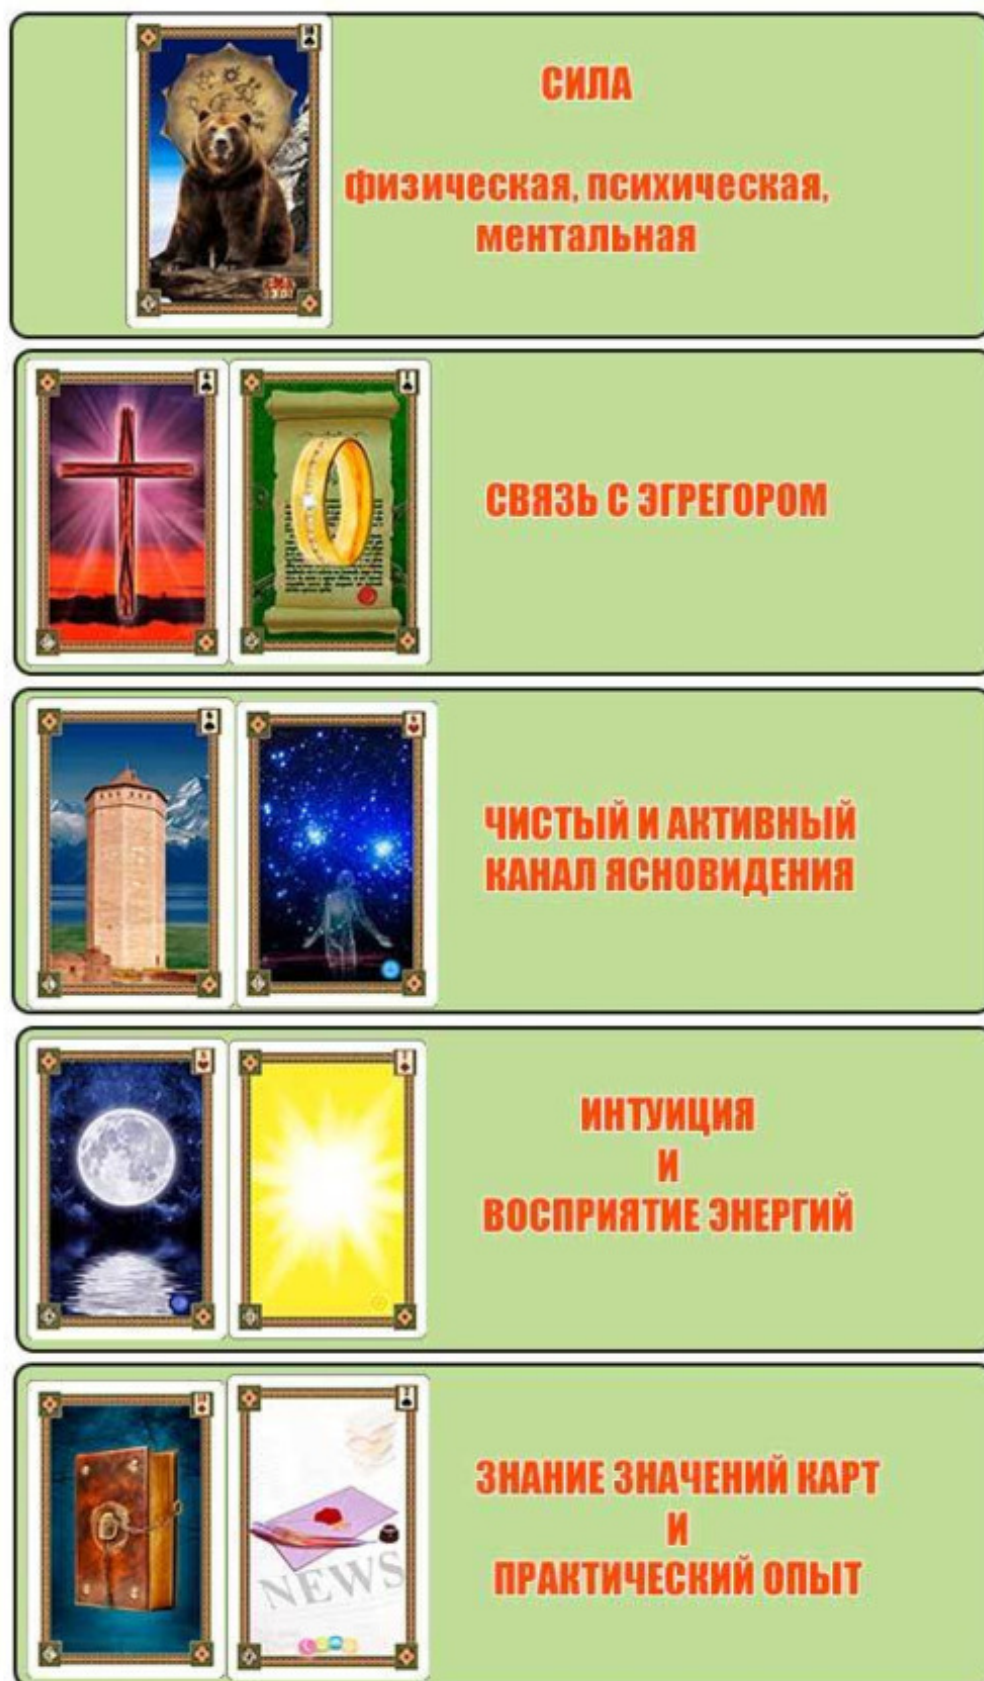 СИЛА
физическая, психическая,
ментальная
СВЯЗЬ С ЭГРЕГОРОМ
ЧИСТЫЙ И АКТИВНЫЙ
КАНАЛ ЯСНОВИДЕНИЯ
ИНТУИЦИЯ
И
ВОСПРИЯТИЕ ЭНЕРГИЙ
NEWS
ЗНАНИЕ ЗНАЧЕНИЙ КАРТ
И
ПРАКТИЧЕСКИЙ ОПЫТ